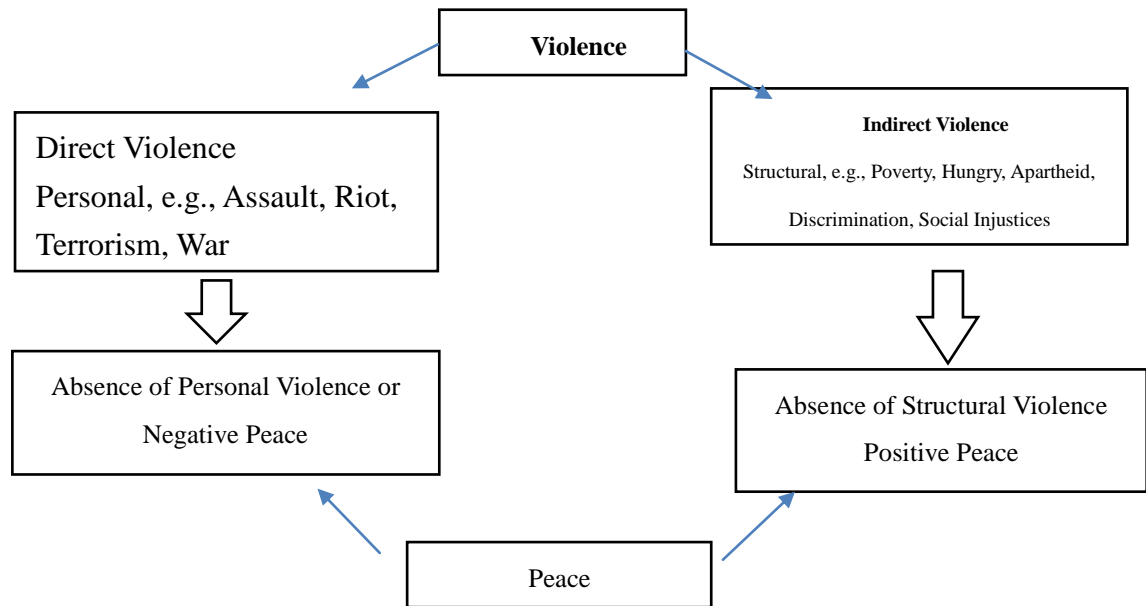 Violence
Direct Violence
Personal, e.g., Assault, Riot,
Terrorism, War
Indirect Violence
Structural, e.g., Poverty, Hungry, Apartheid,
Discrimination, Social Injustices
Absence of Personal Violence or
Negative Peace
Absence of Structural Violence
Positive Peace
Peace